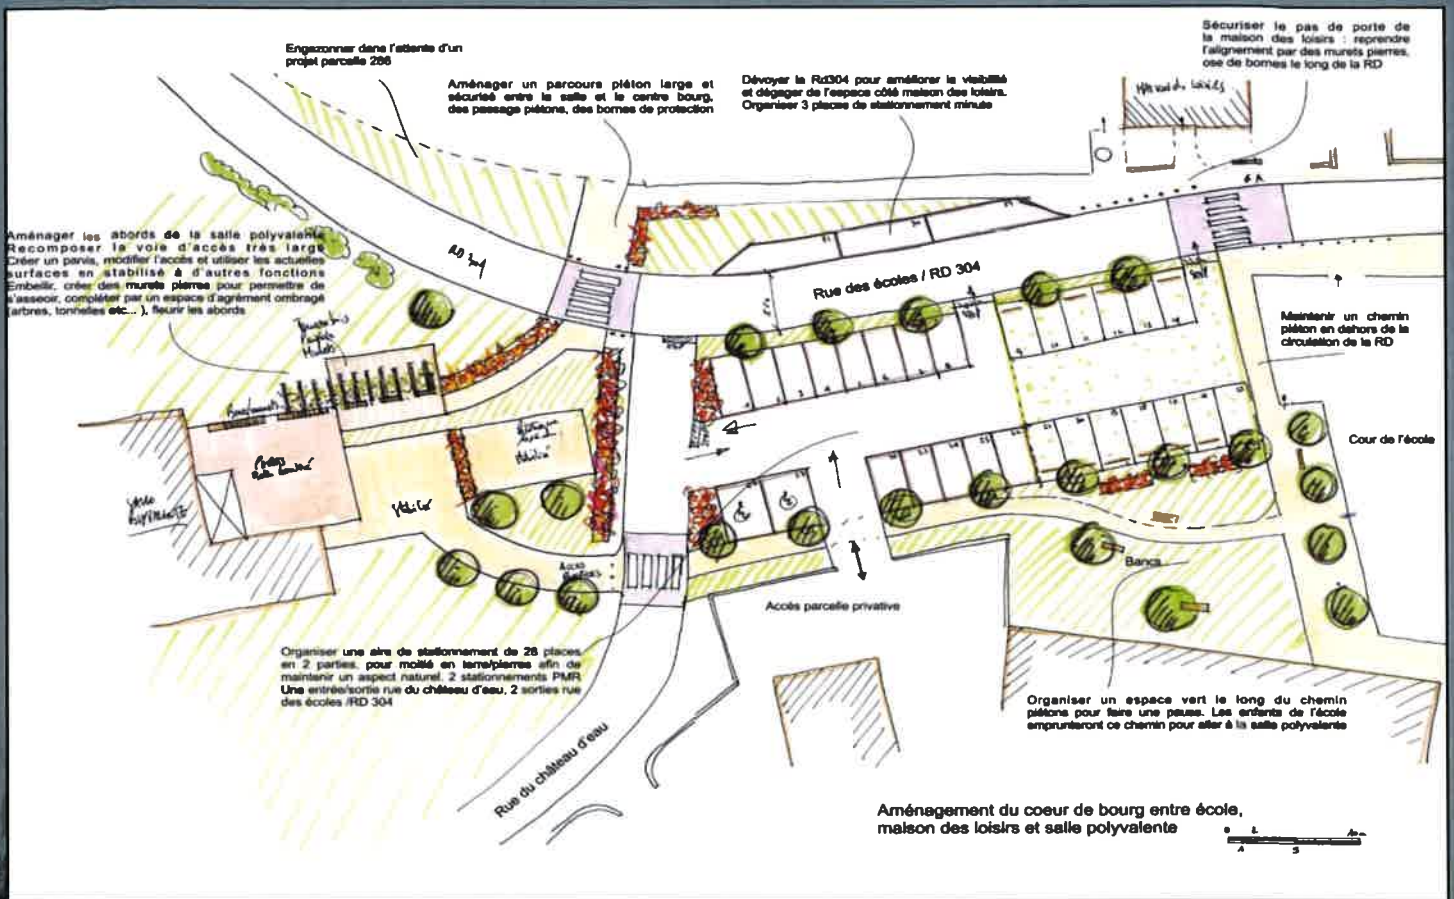 Engazonner dans l'attente d'un
projet parcelle 286
Aménager un parcours piéton large et
sécurisé entre la salle et le centre bourg,
des passage piétons, des bornes de protection
Dévoyer la Rd304 pour améliorer la visibilité
et dégager de l'espace côté maison des loisirs.
Organiser 3 places de stationnement minute
Sécuriser le pas de porte de
la maison des loisirs : reprendre
l'alignement par des murets pierres,
ose de bornes le long de la RD
Maison des Loisirs
Aménager les abords de la salle polyvalente
Recomposer la voie d'accès très large
Créer un parvis, modifier l'accès et utiliser les actuelles
surfaces en stabilisé à d'autres fonctions
Embellir, créer des murets pierres pour permettre de
s'asseoir, compléter par un espace d'agrément ombragé
(arbres, tonnelles etc... ), fleurir les abords
RD 304
Rue des écoles / RD 304
Maintenir un chemin
piéton en dehors de la
circulation de la RD
Cour de l'école
Bancs
Accès parcelle privative
Organiser une aire de stationnement de 28 places
en 2 parties, pour moitié en terre/pierres afin de
maintenir un aspect naturel. 2 stationnements PMR
Une entrée/sortie rue du château d'eau, 2 sorties rue
des écoles /RD 304
Rue du château d'eau
Organiser un espace vert le long du chemin
piétons pour faire une pause. Les enfants de l'école
emprunteront ce chemin pour aller à la salle polyvalente
Aménagement du coeur de bourg entre école,
maison des loisirs et salle polyvalente
0 2 10m
1 5